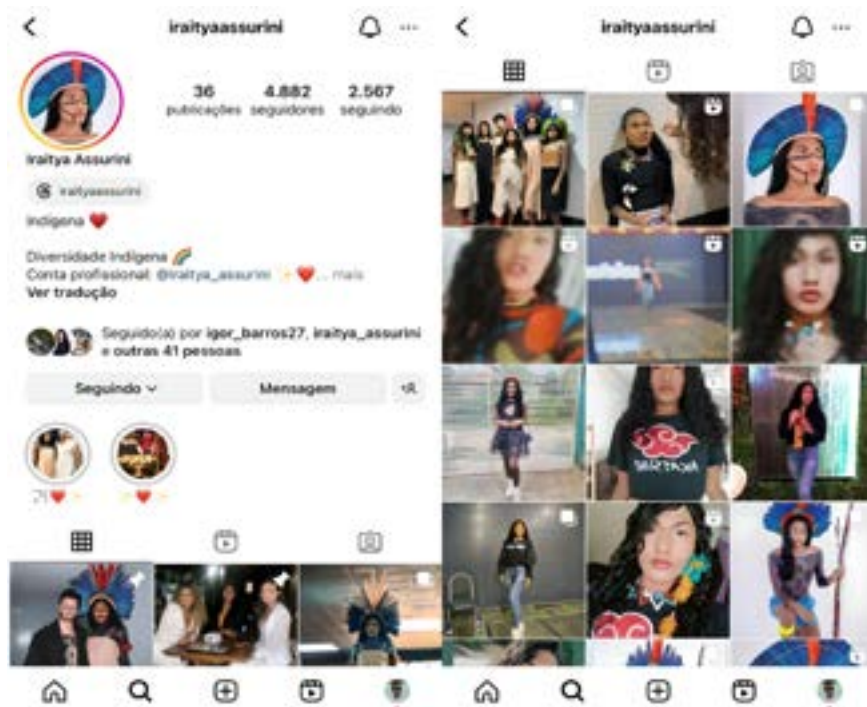 iraityaassurini
36 4.882 2.567
publicações seguidores seguindo
Iraitya Assurini
iraityaassurini
Indígena ❤️
Diversidade Indígena 🌈
Conta profissional: @iraitya_assurini ✨❤️... mais
Ver tradução
Seguido(a) por igor_barros27, iraitya_assurini
e outras 41 pessoas
Seguindo
Mensagem
iraityaassurini